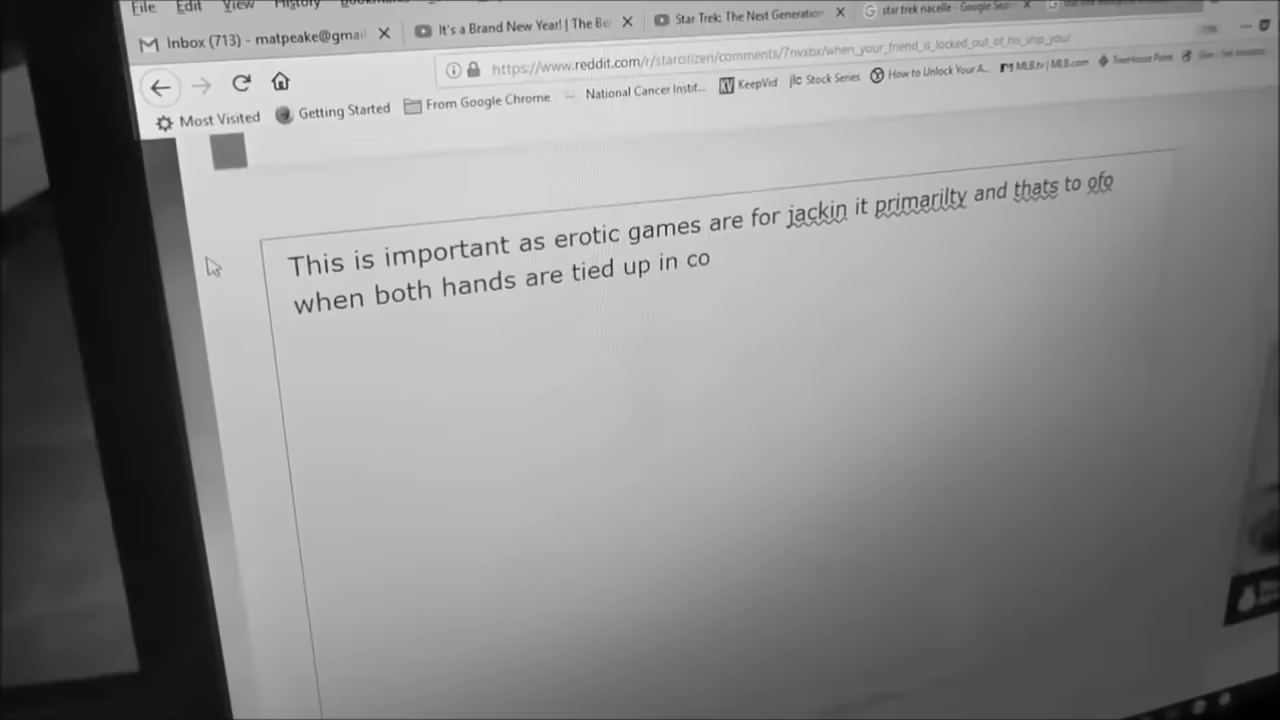 File Edit View History
Inbox (713) - matpeake@gmai
It's a Brand New Year! | The Be
Star Trek: The Next Generation
star trek nacelle - Google Sea
https://www.reddit.com/r/starcitizen/comments/7nvxbx/when_your_friend_is_locked_out_of_his_ship_you/
Most Visited Getting Started From Google Chrome National Cancer Instit... KeepVid jlc Stock Series How to Unlock Your A... MLB.tv | MLB.com TreeHouse Point
This is important as erotic games are for jackin it primarilty and thats to ofo
when both hands are tied up in co